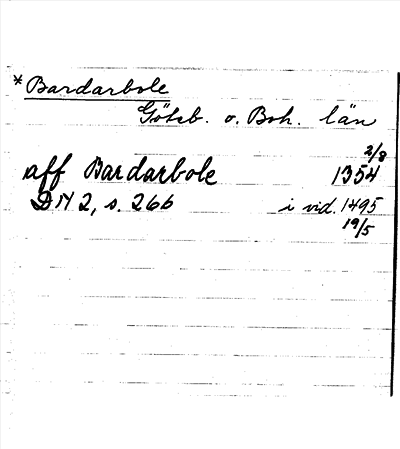 * Bardarbole
Göteb. o. Boh. län
2/8
aff Bardarbole 1354
DN 2, s. 266 i vid. 1495
19/5